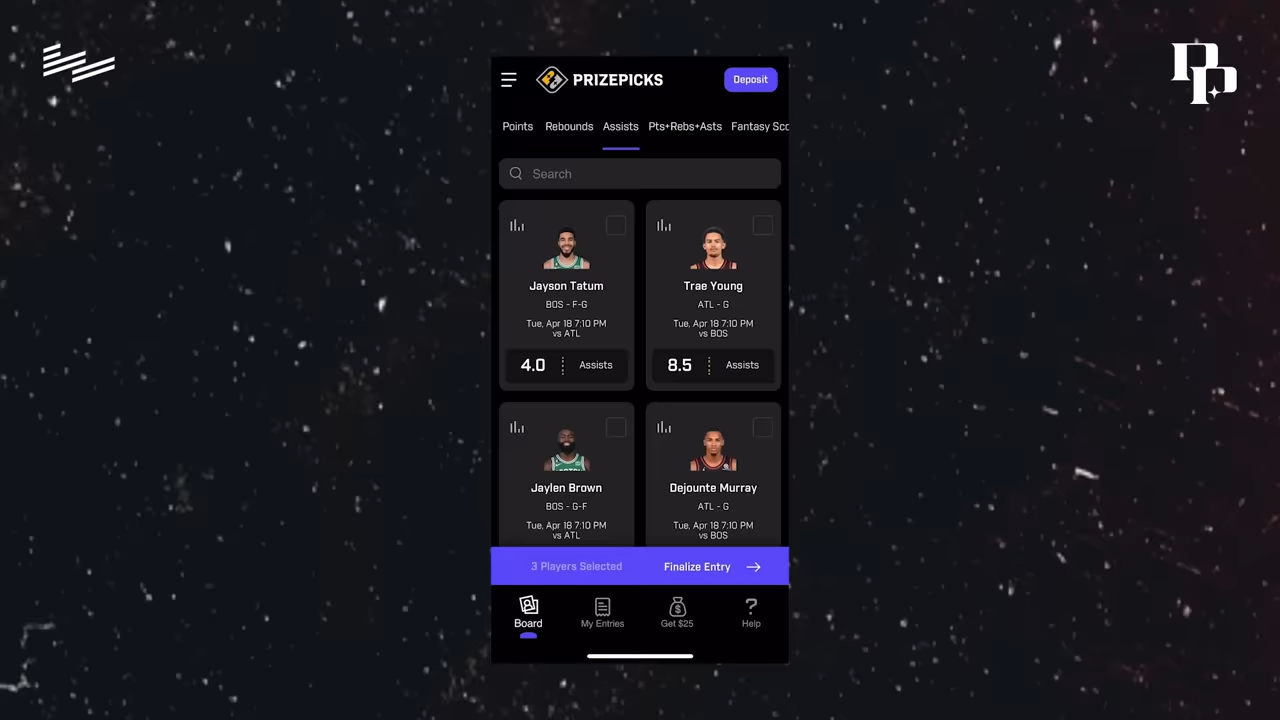 PRIZEPICKS
Deposit
Points Rebounds Assists Pts+Rebs+Asts Fantasy Sco
Search
Jayson Tatum
BOS - F-G
Tue, Apr 18 7:10 PM
vs ATL
4.0 Assists
Trae Young
ATL - G
Tue, Apr 18 7:10 PM
vs BOS
8.5 Assists
Jaylen Brown
BOS - G-F
Tue, Apr 18 7:10 PM
vs ATL
Dejounte Murray
ATL - G
Tue, Apr 18 7:10 PM
vs BOS
3 Players Selected
Finalize Entry
Board
My Entries
Get $25
Help
PP